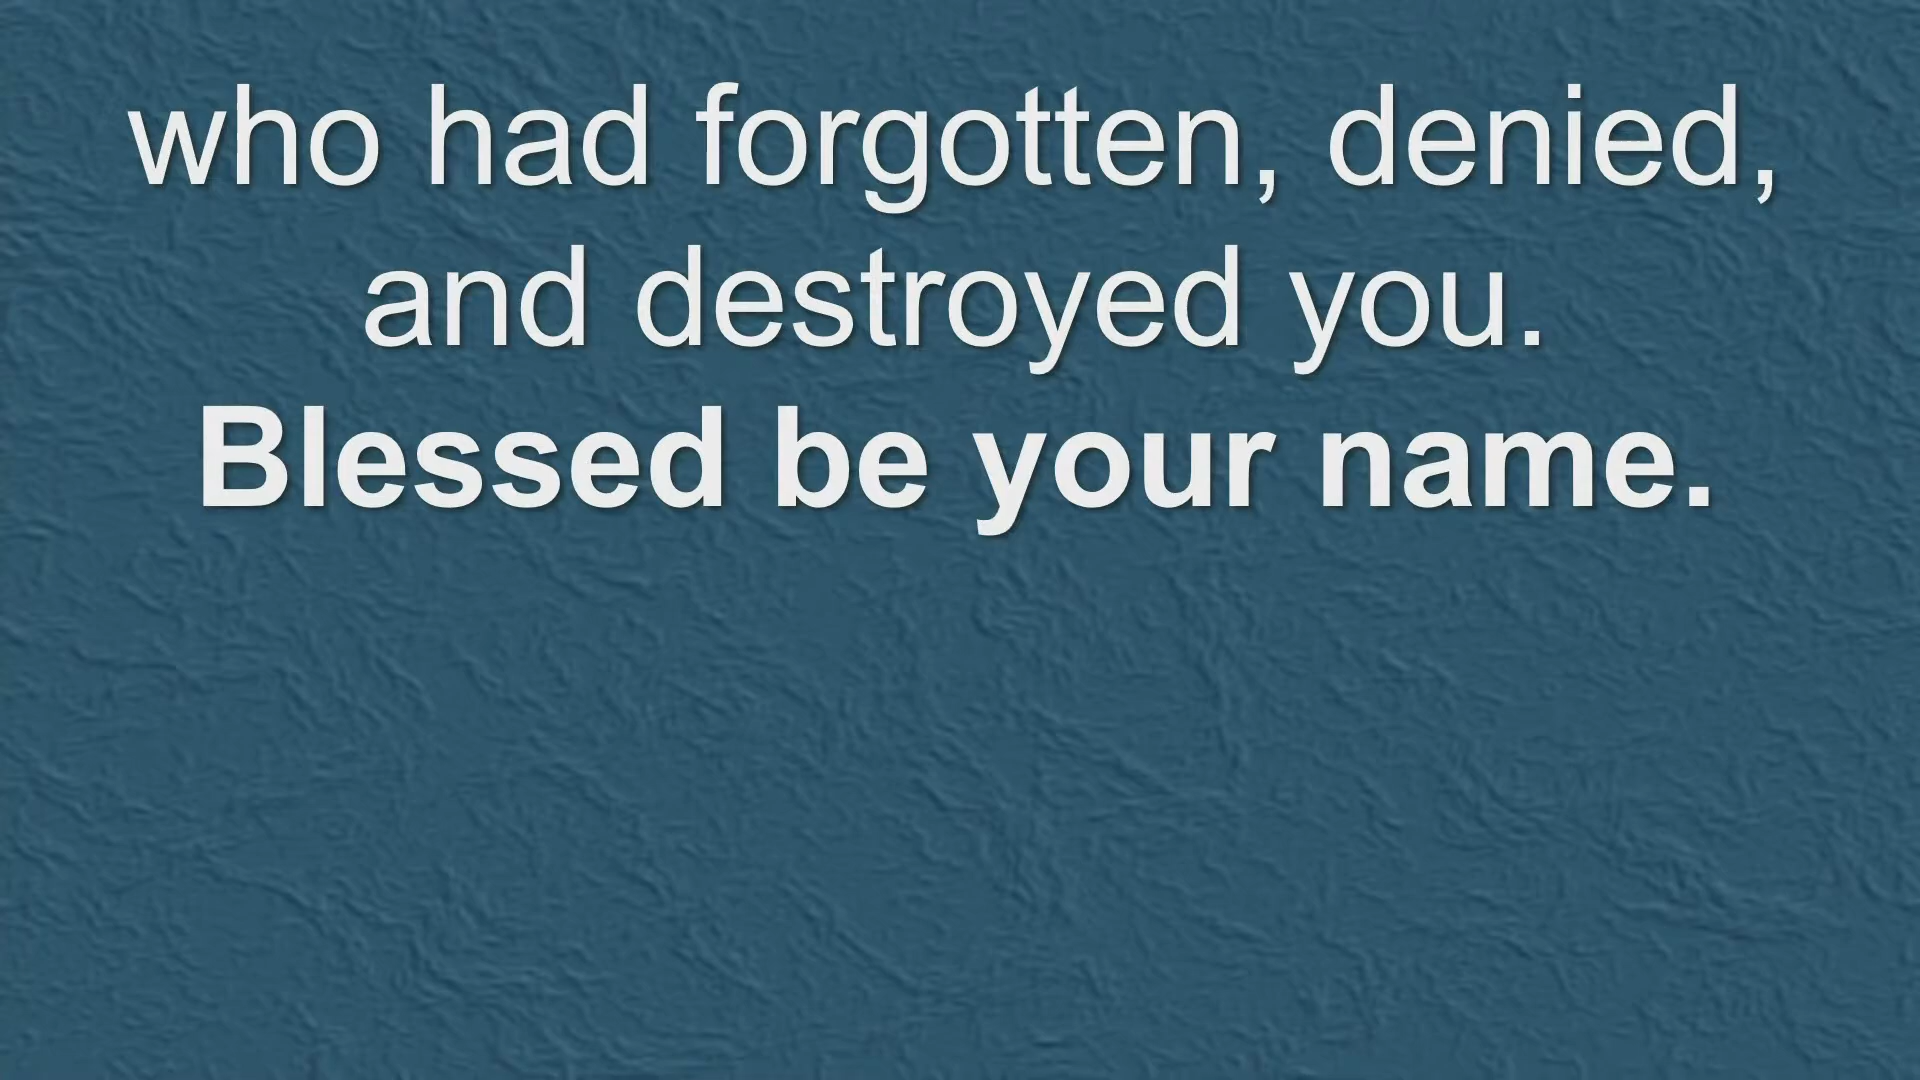 who had forgotten, denied,
and destroyed you.
Blessed be your name.